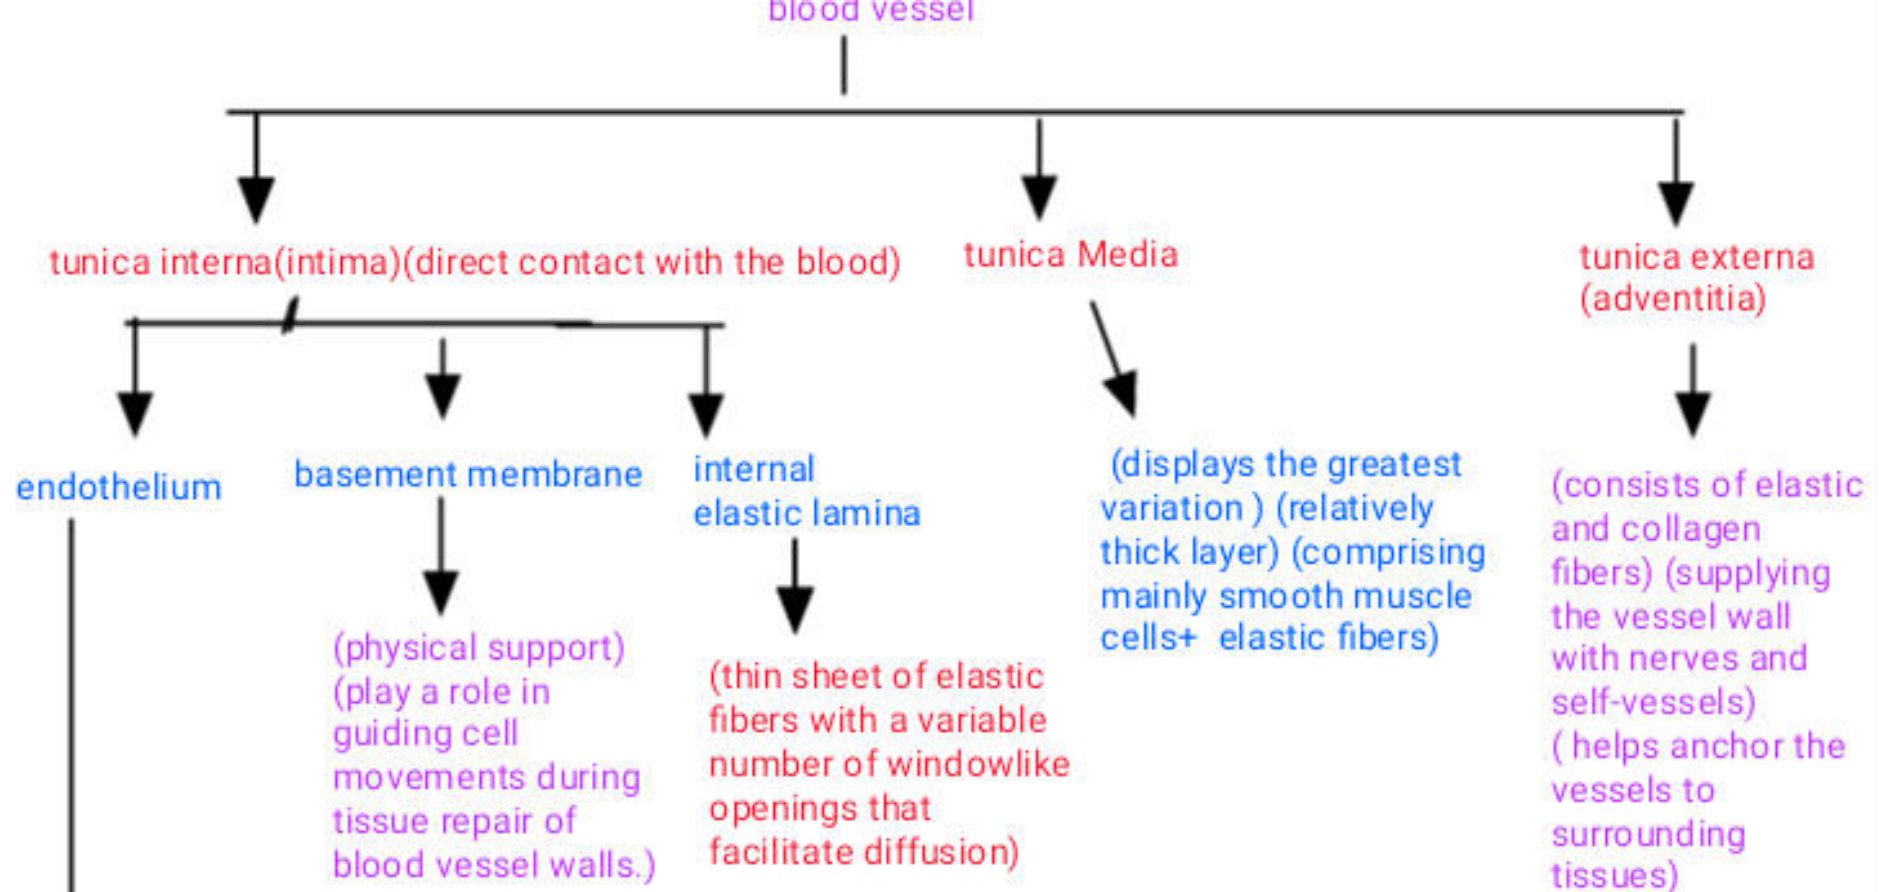 blood vessel
tunica interna(intima)(direct contact with the blood)
tunica Media
tunica externa
(adventitia)
endothelium
basement membrane
internal
elastic lamina
(physical support)
(play a role in
guiding cell
movements during
tissue repair of
blood vessel walls.)
(thin sheet of elastic
fibers with a variable
number of windowlike
openings that
facilitate diffusion)
(displays the greatest
variation ) (relatively
thick layer) (comprising
mainly smooth muscle
cells+ elastic fibers)
(consists of elastic
and collagen
fibers) (supplying
the vessel wall
with nerves and
self-vessels)
( helps anchor the
vessels to
surrounding
tissues)